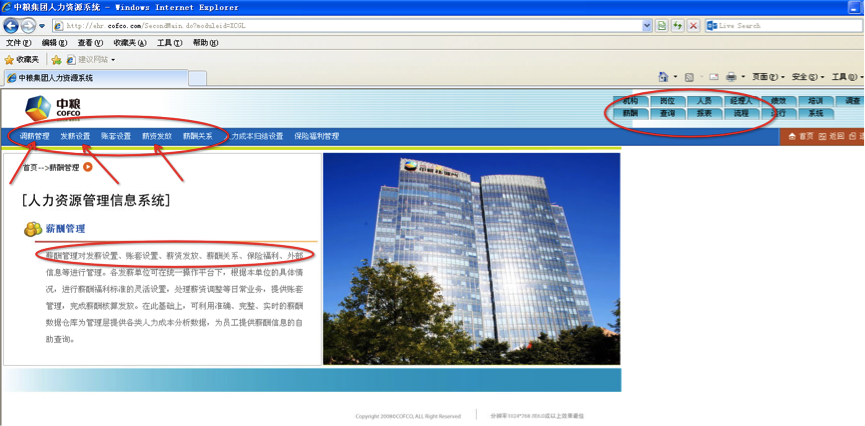 中粮集团人力资源系统 - Windows Internet Explorer
http://ehr.cofco.com/SecondMain.do?moduleid=XCGL
Live Search
文件(F) 编辑(E) 查看(V) 收藏夹(A) 工具(T) 帮助(H)
收藏夹 建议网站
中粮集团人力资源系统
页面(P) 安全(S) 工具(O)
中粮
COFCO
机构 岗位 人员 经理人 绩效 培训 调查
薪酬 查询 报表 流程 系统
调薪管理 发薪设置 账套设置 薪资发放 薪酬关系 人力成本归结设置 保险福利管理
首页 返回
首页-->薪酬管理
[人力资源管理信息系统]
薪酬管理
薪酬管理对发薪设置、账套设置、薪资发放、薪酬关系、保险福利、外部
信息等进行管理。各发薪单位可在统一操作平台下，根据本单位的具体情
况，进行薪酬福利标准的灵活设置，处理薪资调整等日常业务，提供账套
管理，完成薪酬核算发放。在此基础上，可利用准确、完整、实时的薪酬
数据仓库为管理层提供各类人力成本分析数据，为员工提供薪酬信息的自
助查询。
Copyright 2008©COFCO, ALL Right Reserved
分辨率1024*768，IE6.0或以上效果最佳